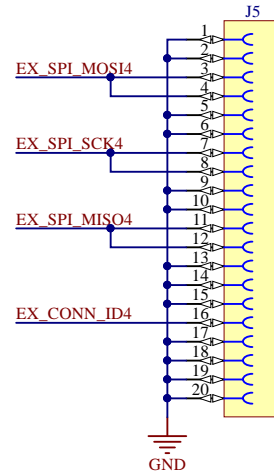 J5
1
2
EX_SPI_MOSI4 3
4
5
6
EX_SPI_SCK4 7
8
9
10
EX_SPI_MISO4 11
12
13
14
15
EX_CONN_ID4 16
17
18
19
20
GND